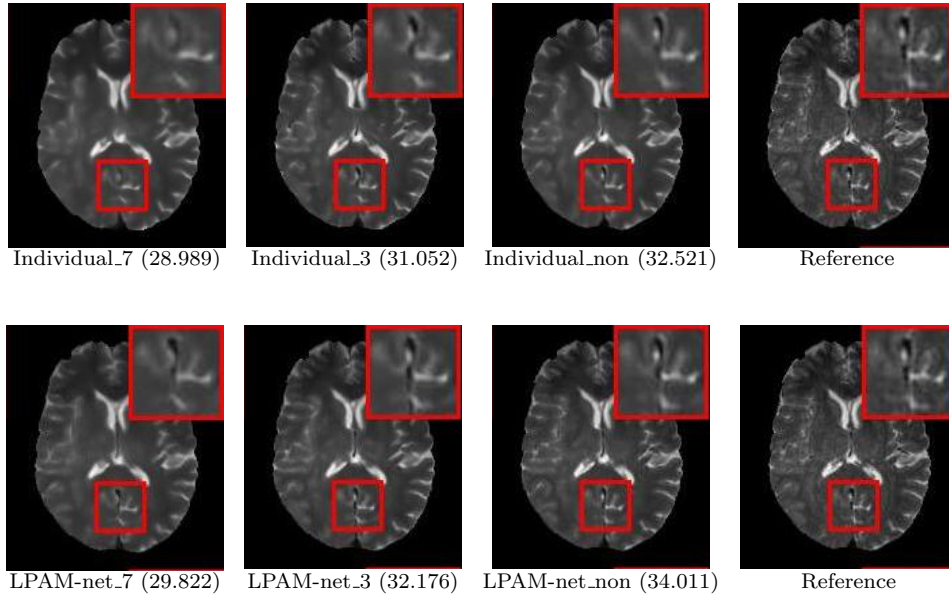 Individual_7 (28.989) Individual_3 (31.052) Individual_non (32.521) Reference
LPAM-net_7 (29.822) LPAM-net_3 (32.176) LPAM-net_non (34.011) Reference